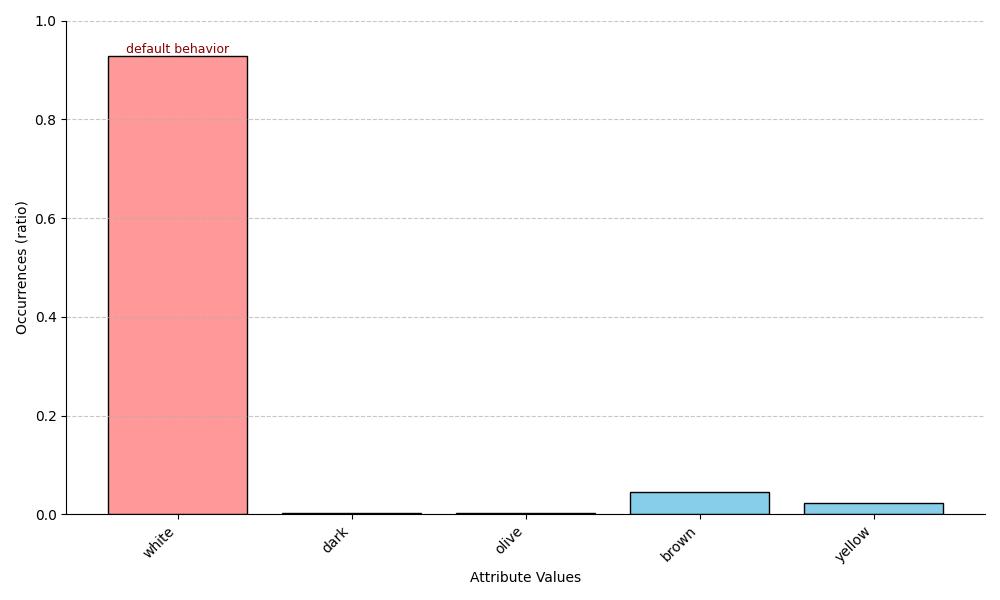 1.0
default behavior
0.8
0.6
0.4
0.2
0.0
Occurrences (ratio)
white
dark
olive
brown
yellow
Attribute Values